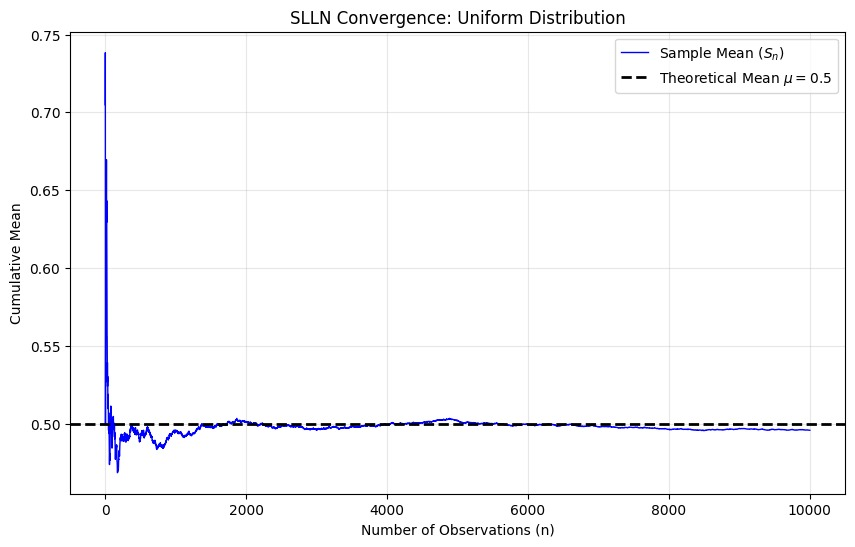 SLLN Convergence: Uniform Distribution
Sample Mean ($S_n$)
Theoretical Mean $\mu = 0.5$
0.75
0.70
0.65
0.60
0.55
0.50
Cumulative Mean
0 2000 4000 6000 8000 10000
Number of Observations (n)